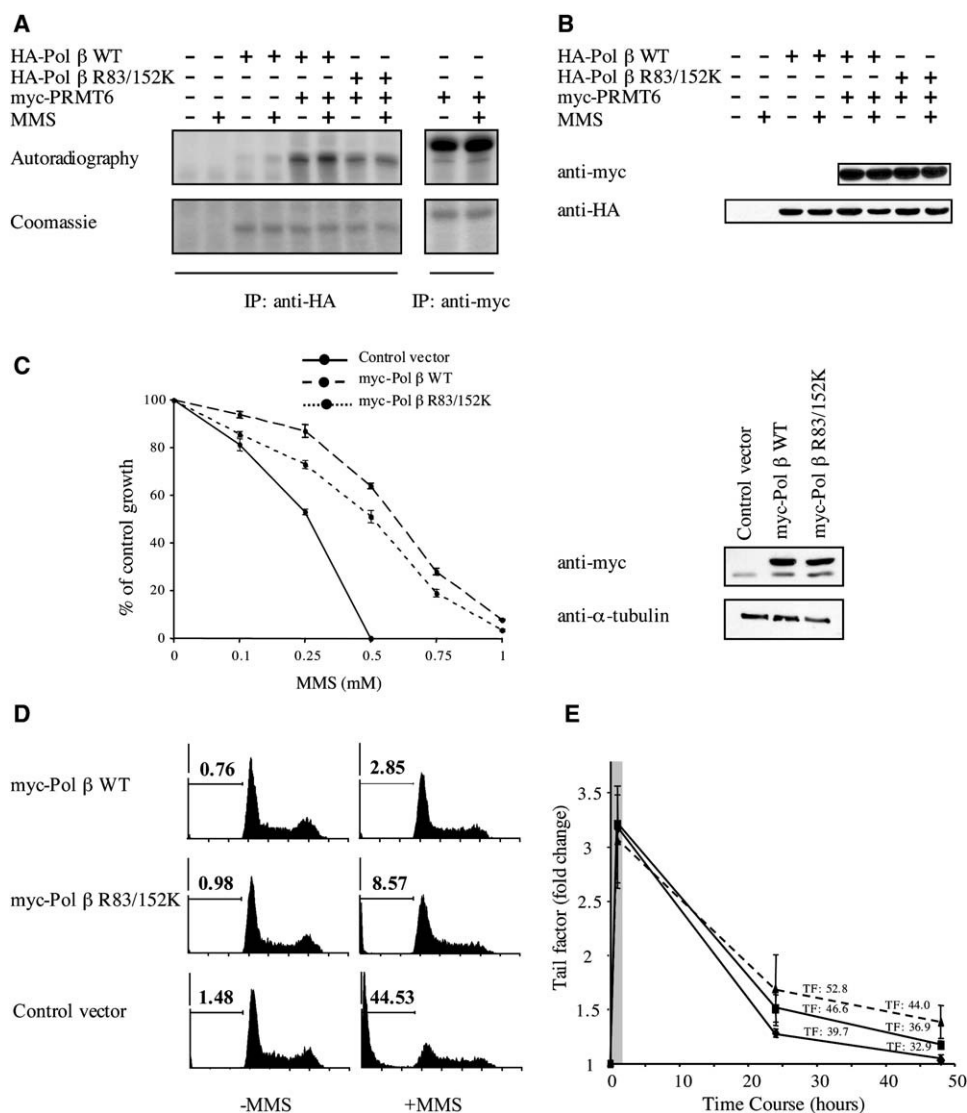 A
HA-Pol β WT - - + + + + - -
HA-Pol β R83/152K - - - - - - + +
myc-PRMT6 - - - - + + + + + +
MMS - + - + - + - + - +
Autoradiography
Coomassie
IP: anti-HA
IP: anti-myc
B
HA-Pol β WT - - + + + + - -
HA-Pol β R83/152K - - - - - - + +
myc-PRMT6 - - - - + + + +
MMS - + - + - + - +
anti-myc
anti-HA
C
Control vector
myc-Pol β WT
myc-Pol β R83/152K
% of control growth
100
80
60
40
20
0
0 0.1 0.25 0.5 0.75 1
MMS (mM)
Control vector
myc-Pol β WT
myc-Pol β R83/152K
anti-myc
anti-α-tubulin
D
myc-Pol β WT
0.76
2.85
myc-Pol β R83/152K
0.98
8.57
Control vector
1.48
44.53
-MMS
+MMS
E
Tail factor (fold change)
3.5
3
2.5
2
1.5
1
TF: 52.8
TF: 46.6
TF: 39.7
TF: 44.0
TF: 36.9
TF: 32.9
0 10 20 30 40 50
Time Course (hours)